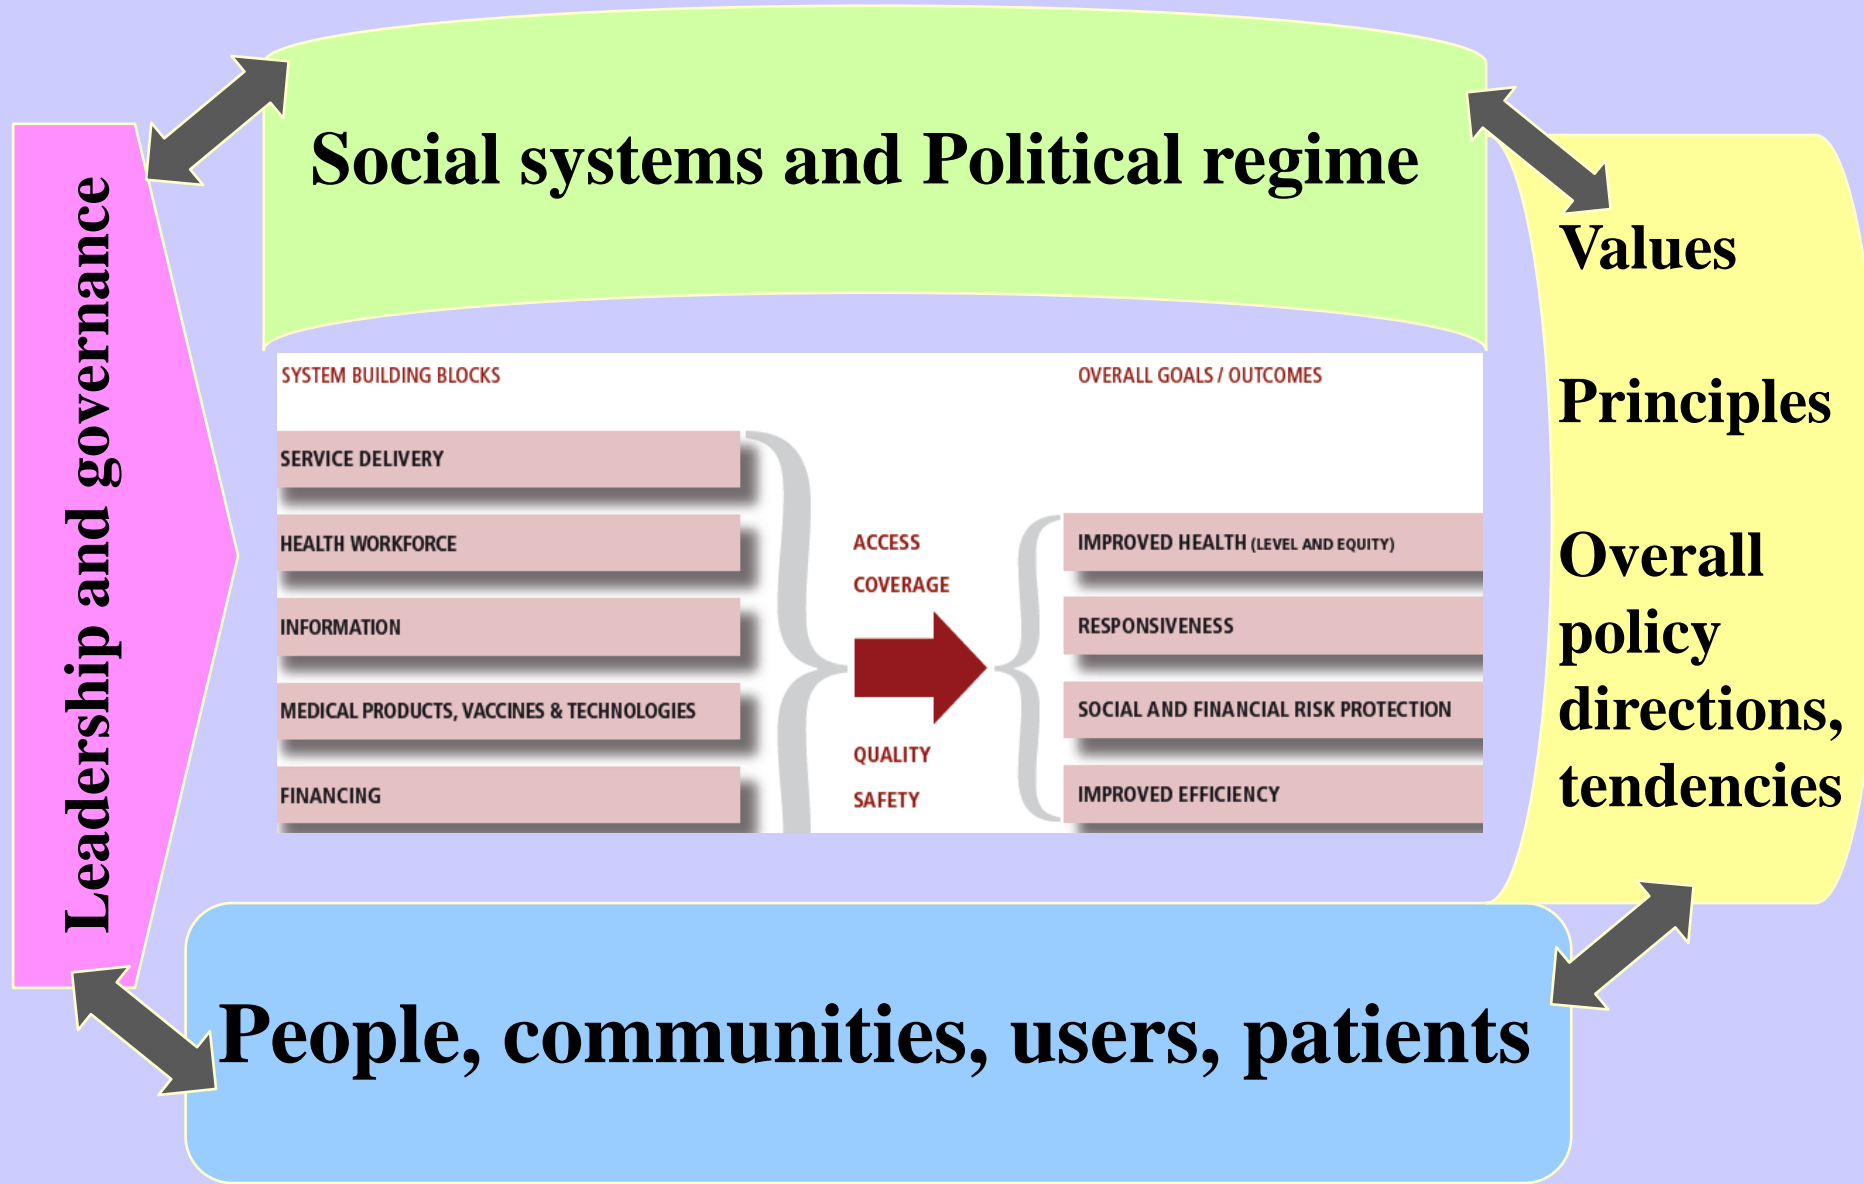 Social systems and Political regime
Leadership and governance
SYSTEM BUILDING BLOCKS
SERVICE DELIVERY
HEALTH WORKFORCE
INFORMATION
MEDICAL PRODUCTS, VACCINES & TECHNOLOGIES
FINANCING
ACCESS
COVERAGE
QUALITY
SAFETY
OVERALL GOALS / OUTCOMES
IMPROVED HEALTH (LEVEL AND EQUITY)
RESPONSIVENESS
SOCIAL AND FINANCIAL RISK PROTECTION
IMPROVED EFFICIENCY
Values
Principles
Overall
policy
directions,
tendencies
People, communities, users, patients